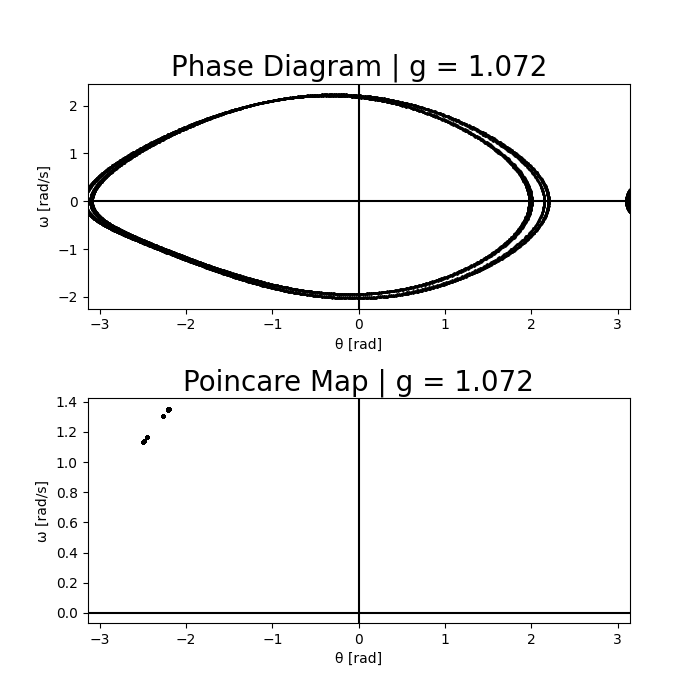 Phase Diagram | g = 1.072
2
1
0
−1
−2
ω [rad/s]
−3 −2 −1 0 1 2 3
θ [rad]
Poincare Map | g = 1.072
1.4
1.2
1.0
0.8
0.6
0.4
0.2
0.0
ω [rad/s]
−3 −2 −1 0 1 2 3
θ [rad]